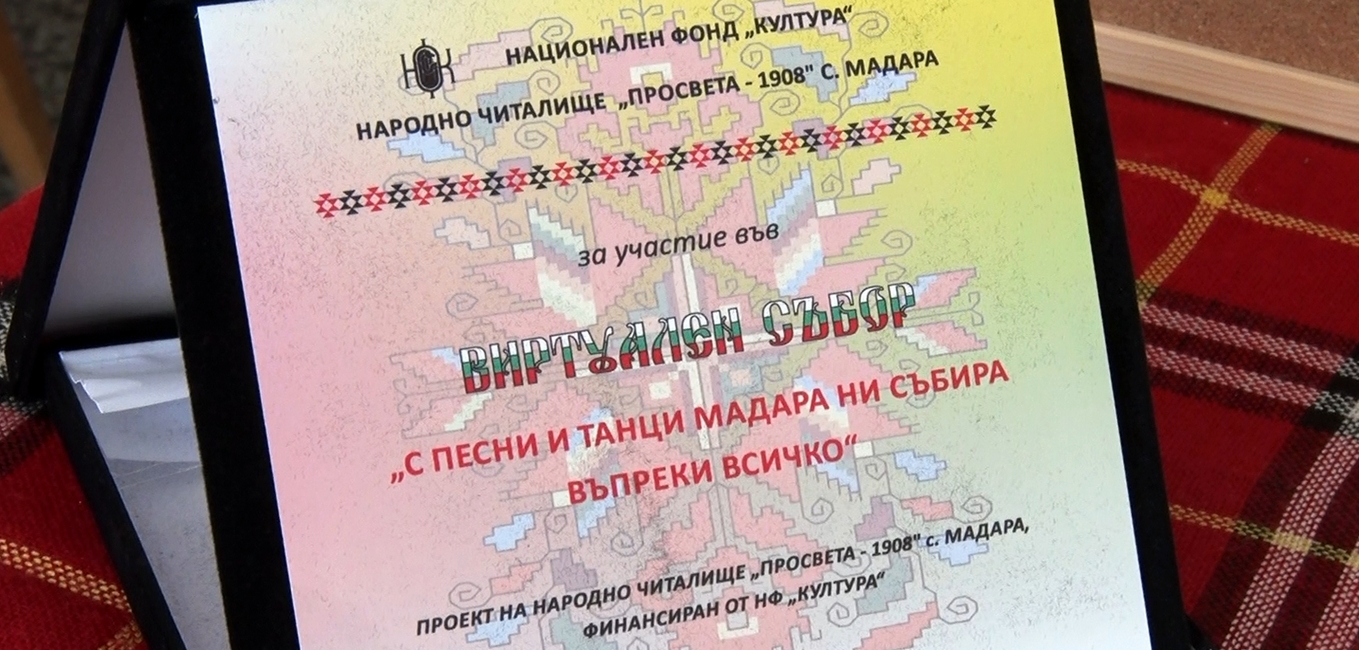 НФК
НАЦИОНАЛЕН ФОНД „КУЛТУРА“
НАРОДНО ЧИТАЛИЩЕ „ПРОСВЕТА - 1908" С. МАДАРА
за участие във
ВИРТУАЛЕН СЪБОР
„С ПЕСНИ И ТАНЦИ МАДАРА НИ СЪБИРА
ВЪПРЕКИ ВСИЧКО“
ПРОЕКТ НА НАРОДНО ЧИТАЛИЩЕ „ПРОСВЕТА - 1908" с. МАДАРА,
ФИНАНСИРАН ОТ НФ „КУЛТУРА“